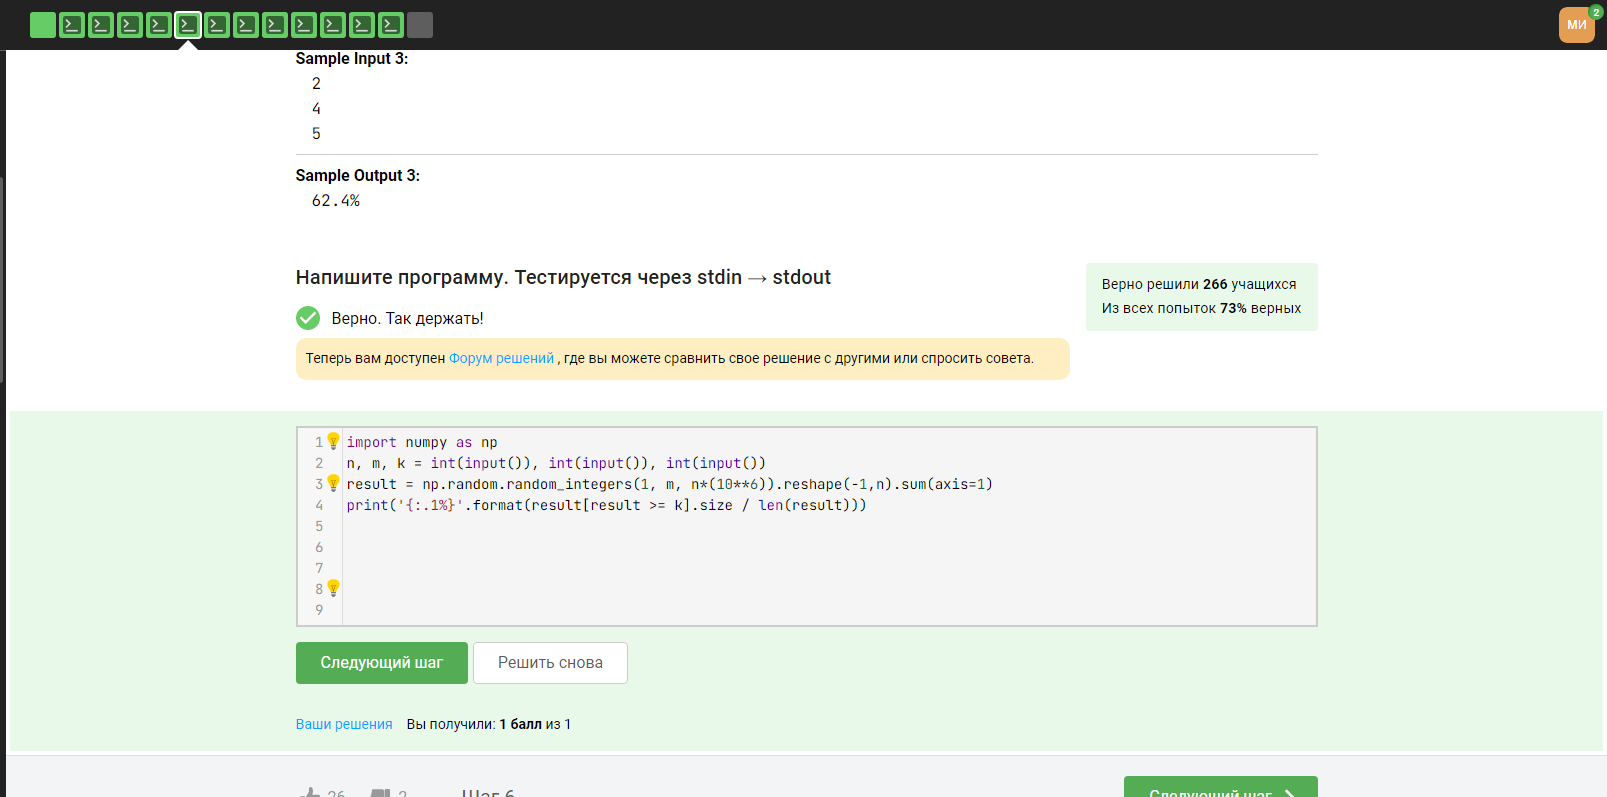 МИ
2
Sample Input 3:
2
4
5
Sample Output 3:
62.4%
Напишите программу. Тестируется через stdin → stdout
Верно решили 266 учащихся
Из всех попыток 73% верных
Верно. Так держать!
Теперь вам доступен Форум решений , где вы можете сравнить свое решение с другими или спросить совета.
1 import numpy as np
2 n, m, k = int(input()), int(input()), int(input())
3 result = np.random.random_integers(1, m, n*(10**6)).reshape(-1,n).sum(axis=1)
4 print('{:.1%}'.format(result[result >= k].size / len(result)))
5
6
7
8
9
Следующий шаг Решить снова
Ваши решения Вы получили: 1 балл из 1
26 2 Шаг 6 Следующий шаг